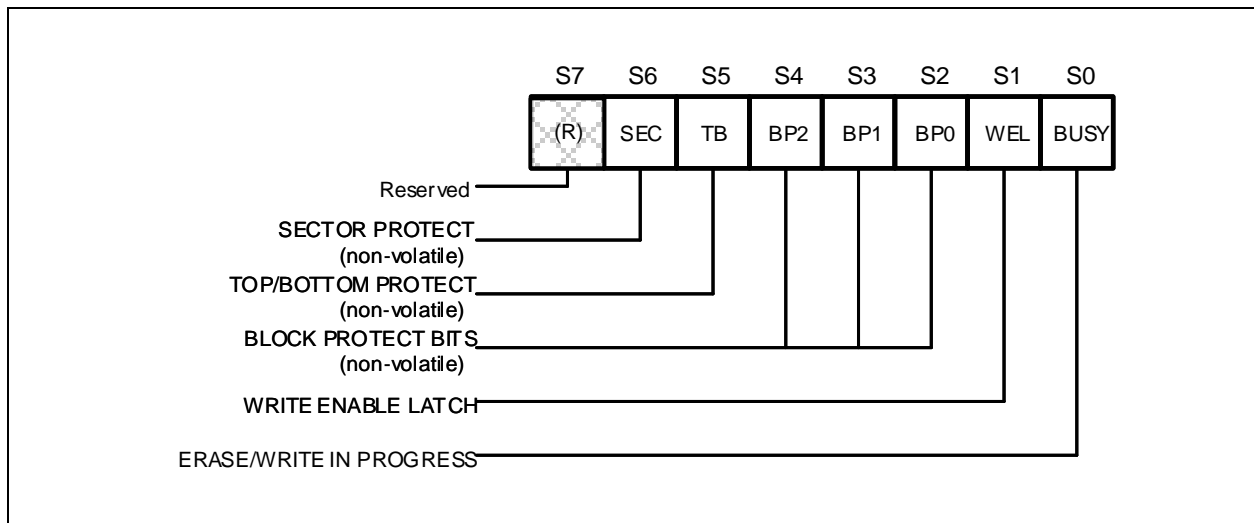 S7 S6 S5 S4 S3 S2 S1 S0
(R) SEC TB BP2 BP1 BP0 WEL BUSY
Reserved
SECTOR PROTECT
(non-volatile)
TOP/BOTTOM PROTECT
(non-volatile)
BLOCK PROTECT BITS
(non-volatile)
WRITE ENABLE LATCH
ERASE/WRITE IN PROGRESS